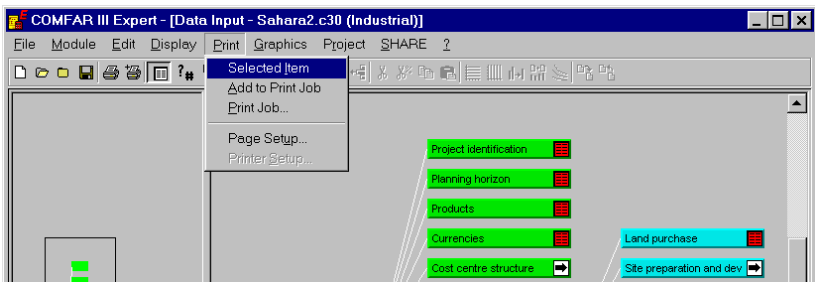 COMFAR III Expert - [Data Input - Sahara2.c30 (Industrial)]
File Module Edit Display Print Graphics Project SHARE ?
Selected Item
Add to Print Job
Print Job...
Page Setup...
Printer Setup...
Project identification
Planning horizon
Products
Currencies
Land purchase
Cost centre structure
Site preparation and dev